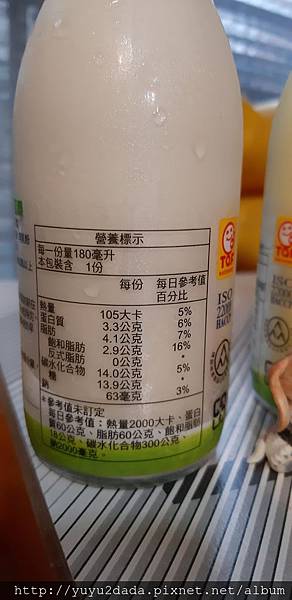 營養標示
每一份量180毫升
本包裝含 1份
每份 每日參考值百分比
熱量 105大卡 5%
蛋白質 3.3公克 6%
脂肪 4.1公克 7%
飽和脂肪 2.9公克 16%
反式脂肪 0公克 *
碳水化合物 14.0公克 5%
糖 13.9公克 *
鈉 63毫克 3%
*參考值未訂定
每日參考值：熱量2000大卡、蛋白
質60公克、脂肪60公克、飽和脂肪
18公克、碳水化合物300公克、
鈉2000毫克。
TQF
ISO
22000
HACCP
http://yuyu2dada.pixnet.net/album